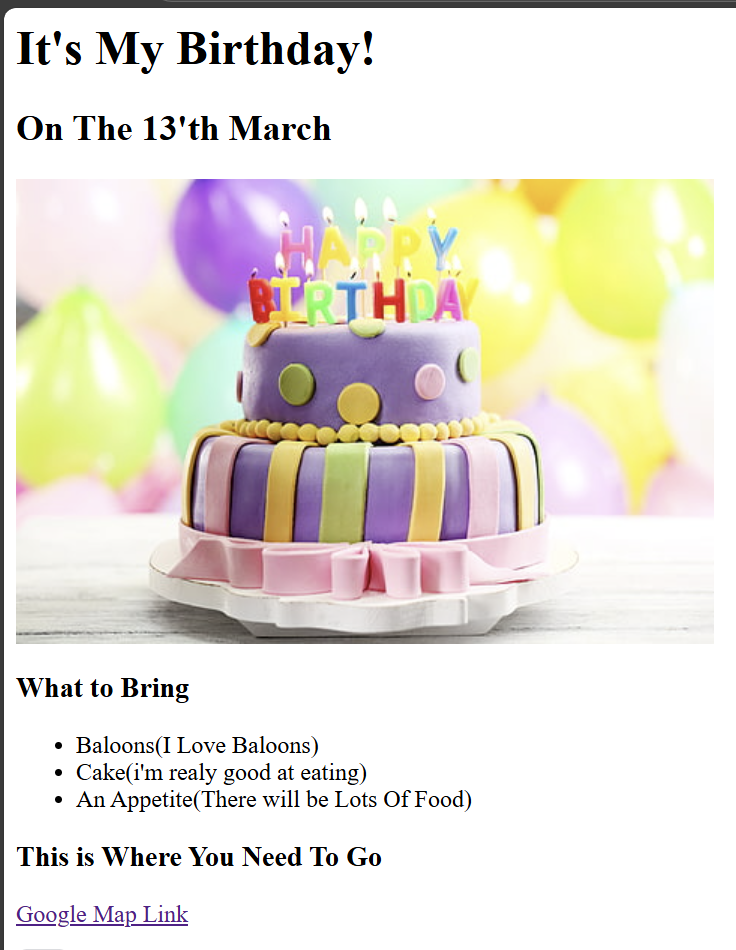 It's My Birthday!
On The 13'th March
HAPPY
BIRTHDAY
What to Bring
Baloons(I Love Baloons)
Cake(i'm realy good at eating)
An Appetite(There will be Lots Of Food)
This is Where You Need To Go
Google Map Link